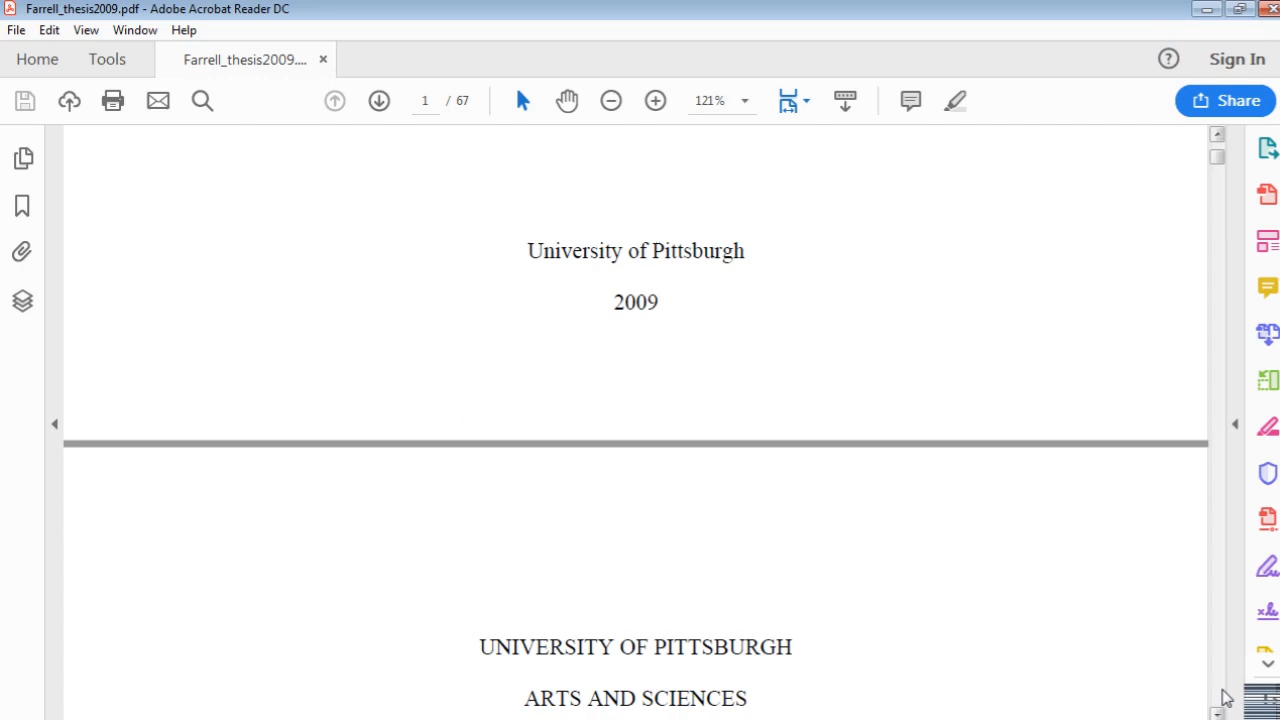 Farrell_thesis2009.pdf - Adobe Acrobat Reader DC
File Edit View Window Help
Home Tools Farrell_thesis2009.... × ? Sign In
1 / 67 121% Share
University of Pittsburgh
2009
UNIVERSITY OF PITTSBURGH
ARTS AND SCIENCES